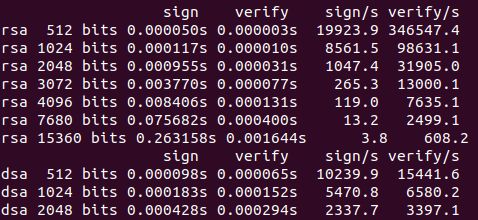 sign verify sign/s verify/s
rsa 512 bits 0.000050s 0.000003s 19923.9 346547.4
rsa 1024 bits 0.000117s 0.000010s 8561.5 98631.1
rsa 2048 bits 0.000955s 0.000031s 1047.4 31905.0
rsa 3072 bits 0.003770s 0.000077s 265.3 13000.1
rsa 4096 bits 0.008406s 0.000131s 119.0 7635.1
rsa 7680 bits 0.075682s 0.000400s 13.2 2499.1
rsa 15360 bits 0.263158s 0.001644s 3.8 608.2
sign verify sign/s verify/s
dsa 512 bits 0.000098s 0.000065s 10239.9 15441.6
dsa 1024 bits 0.000183s 0.000152s 5470.8 6580.2
dsa 2048 bits 0.000428s 0.000294s 2337.7 3397.1